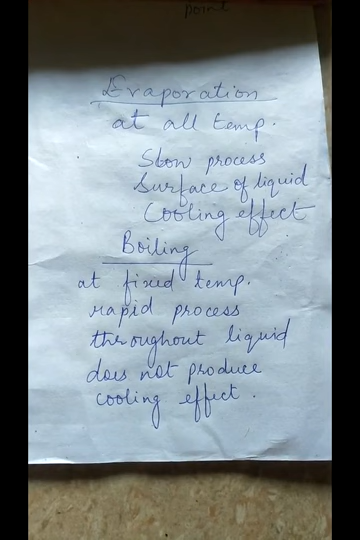 point
Evaporation
at all temp.
Slow process
Surface of liquid
Cooling effect
Boiling
at fixed temp.
rapid process
throughout liquid
does not produce
cooling effect.